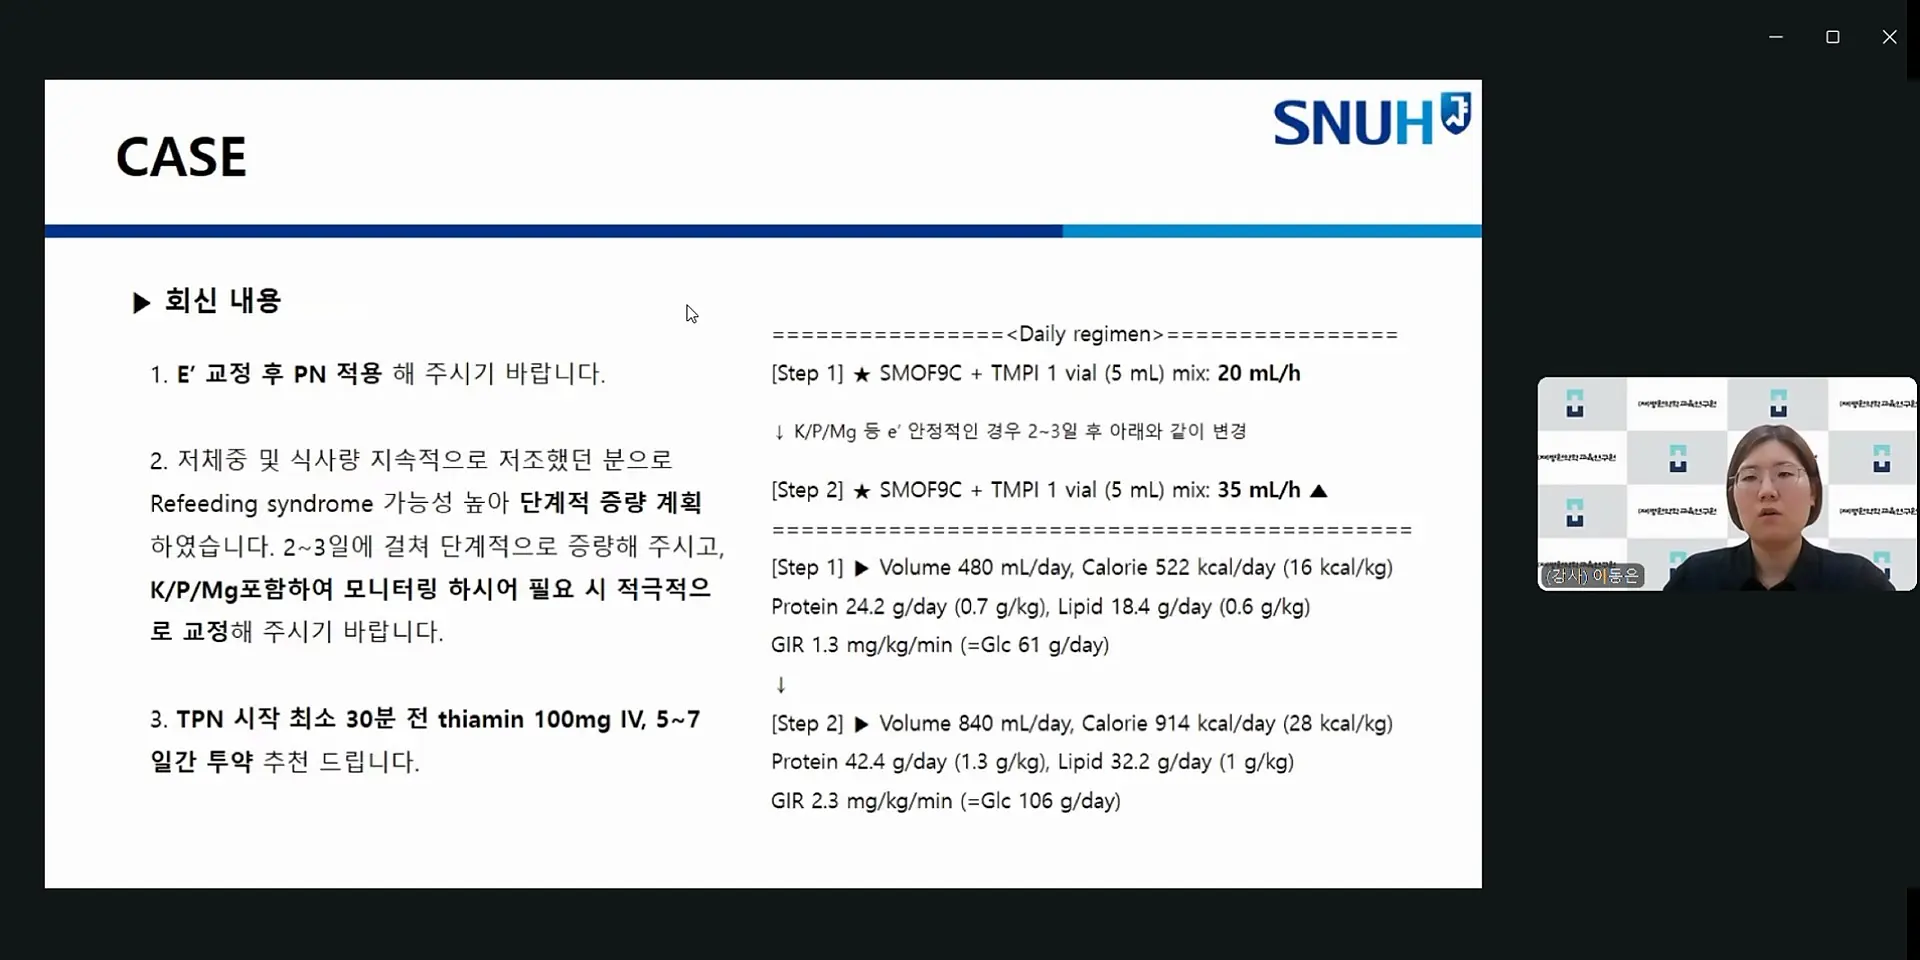 SNUH
CASE
▶ 회신 내용
1. E’ 교정 후 PN 적용 해 주시기 바랍니다.
2. 저체중 및 식사량 지속적으로 저조했던 분으로
Refeeding syndrome 가능성 높아 단계적 증량 계획
하였습니다. 2~3일에 걸쳐 단계적으로 증량해 주시고,
K/P/Mg포함하여 모니터링 하시어 필요 시 적극적으
로 교정해 주시기 바랍니다.
3. TPN 시작 최소 30분 전 thiamin 100mg IV, 5~7
일간 투약 추천 드립니다.
================<Daily regimen>================
[Step 1] ★ SMOF9C + TMPI 1 vial (5 mL) mix: 20 mL/h
↓ K/P/Mg 등 e’ 안정적인 경우 2~3일 후 아래와 같이 변경
[Step 2] ★ SMOF9C + TMPI 1 vial (5 mL) mix: 35 mL/h ▲
============================================
[Step 1] ▶ Volume 480 mL/day, Calorie 522 kcal/day (16 kcal/kg)
Protein 24.2 g/day (0.7 g/kg), Lipid 18.4 g/day (0.6 g/kg)
GIR 1.3 mg/kg/min (=Glc 61 g/day)
↓
[Step 2] ▶ Volume 840 mL/day, Calorie 914 kcal/day (28 kcal/kg)
Protein 42.4 g/day (1.3 g/kg), Lipid 32.2 g/day (1 g/kg)
GIR 2.3 mg/kg/min (=Glc 106 g/day)
(강사) 이동은